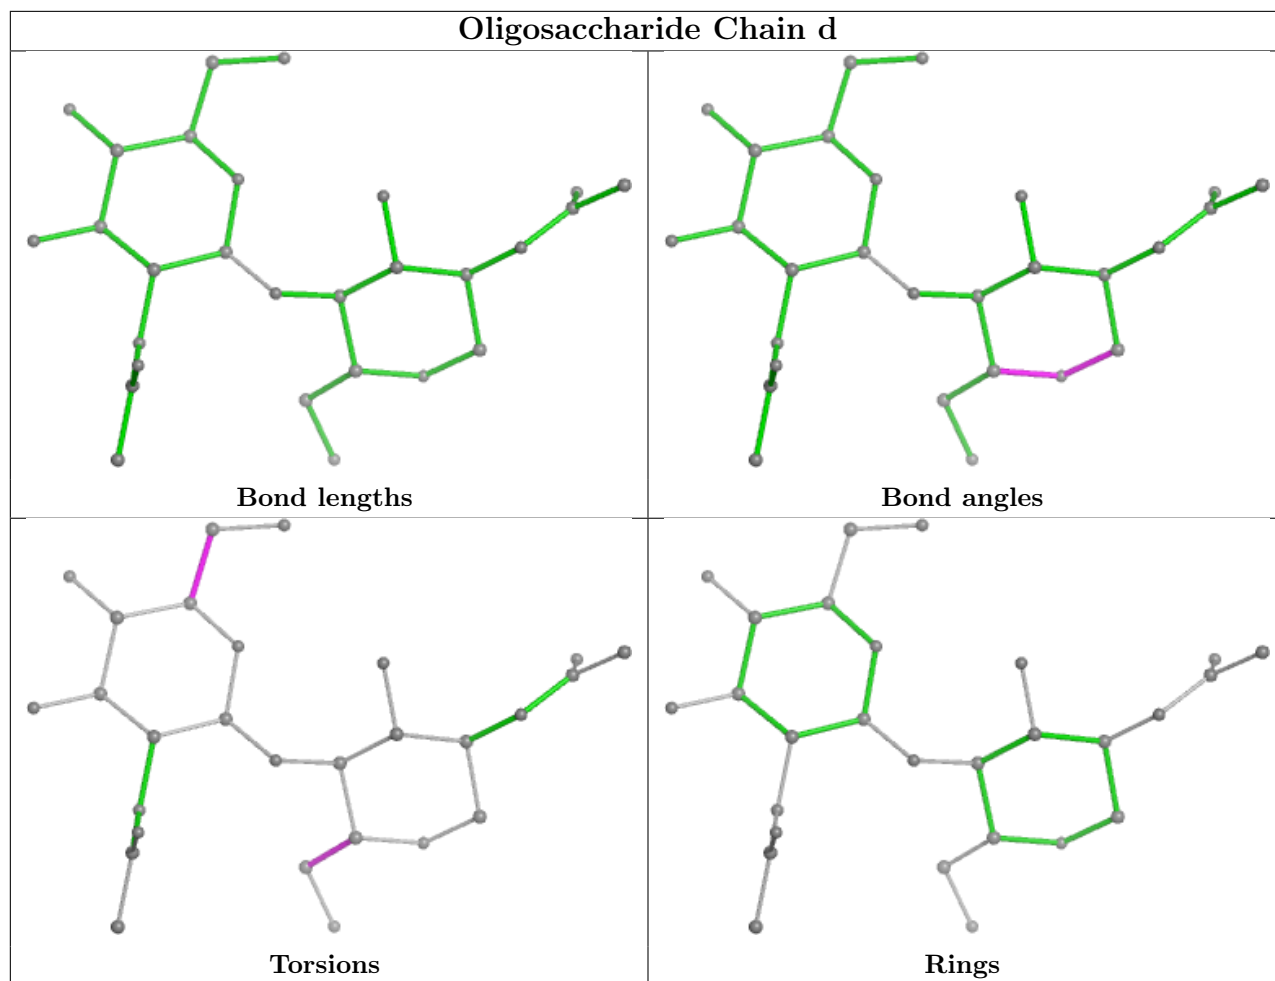 Oligosaccharide Chain d
Bond lengths
Bond angles
Torsions
Rings